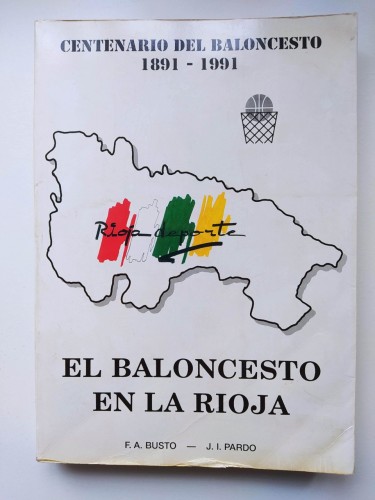 CENTENARIO DEL BALONCESTO
1891 - 1991
Rioja deporte
EL BALONCESTO
EN LA RIOJA
F. A. BUSTO — J. I. PARDO